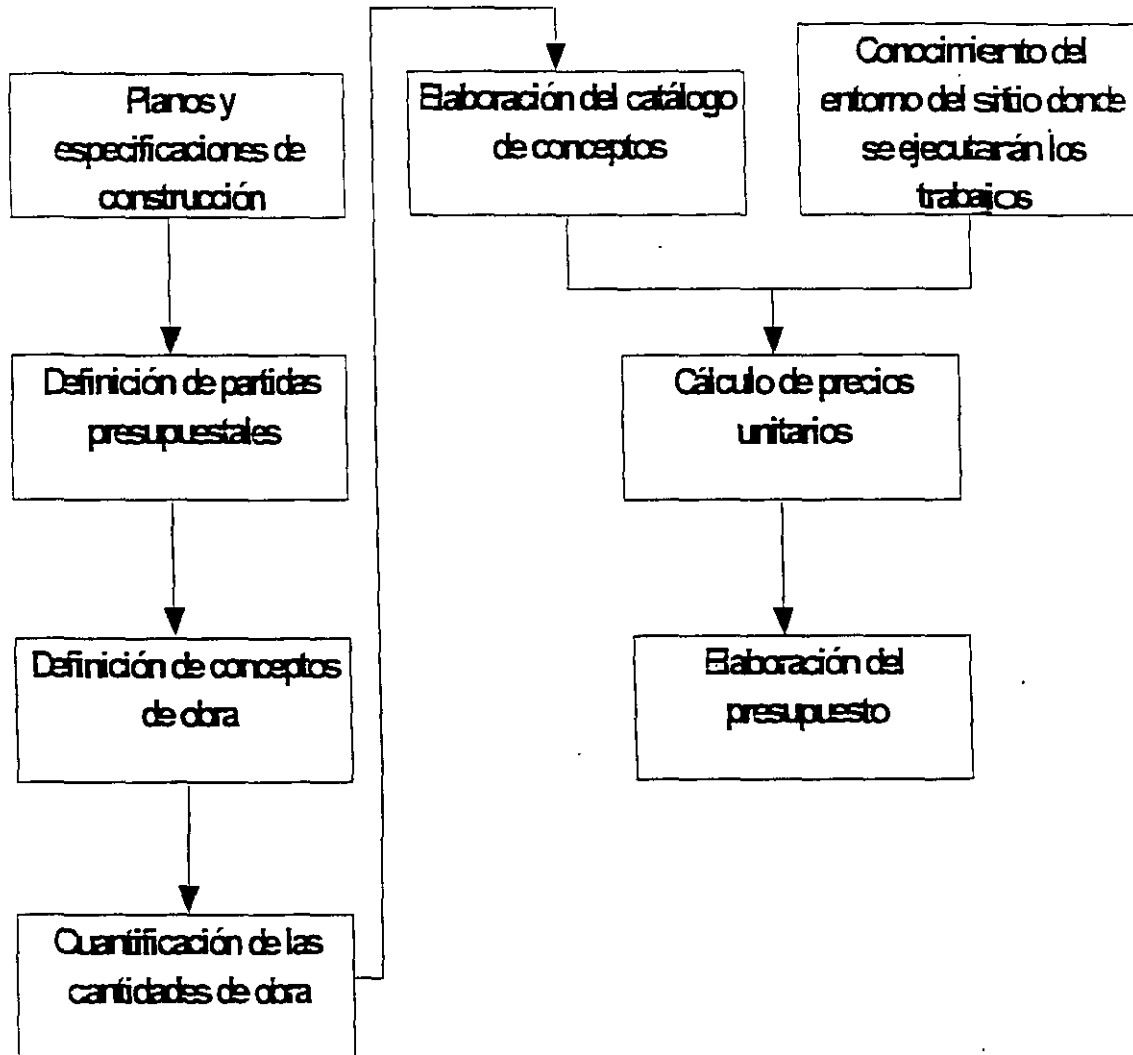 Planos y
especificaciones de
construcción
Definición de partidas
presupuestales
Definición de conceptos
de obra
Cuantificación de las
cantidades de obra
Elaboración del catálogo
de conceptos
Conocimiento del
entorno del sitio donde
se ejecutarán los
trabajos
Cálculo de precios
unitarios
Elaboración del
presupuesto